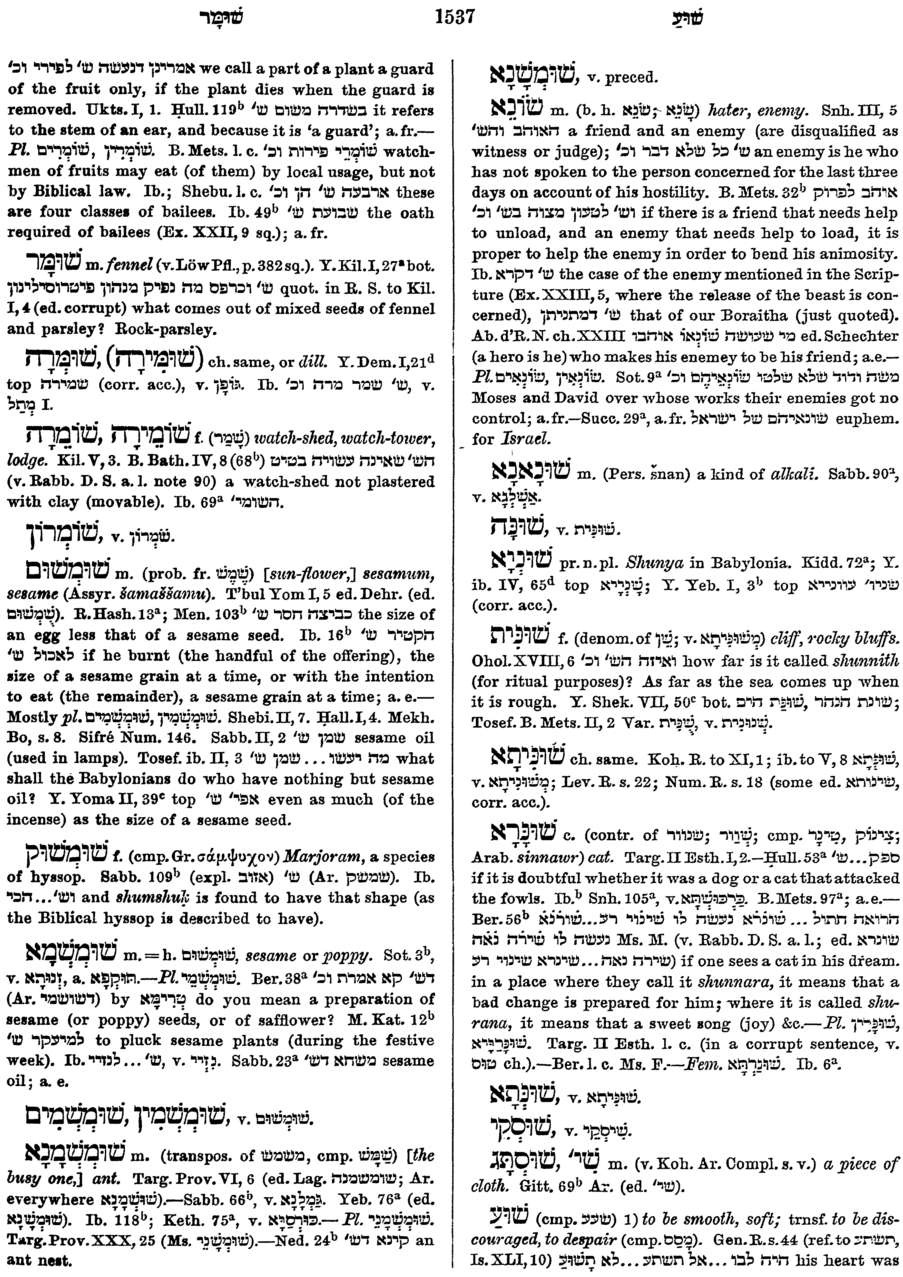 שׁוּמָּר 1537 שׁוּעַ
אמרינן דנעשה ש' לפירי וכ' we call a part of a plant a guard
of the fruit only, if the plant dies when the guard is
removed. Ukts. I, 1. Ḥull. 119ᵇ בשדרה משום ש' it refers
to the stem of an ear, and because it is 'a guard'; a. fr.—
Pl. שׁוֹמְרִים, שׁוֹמְרִין. B. Mets. l. c. שׁוֹמְרֵי פירות וכ' watch-
men of fruits may eat (of them) by local usage, but not
by Biblical law. Ib.; Shebu. l. c. ארבעה ש' הן וכ' these
are four classes of bailees. Ib. 49ᵇ שבועת ש' the oath
required of bailees (Ex. XXII, 9 sq.); a. fr.
שׁוּמָּר m. fennel (v. Löw Pfl., p. 382 sq.). Y. Kil. I, 27ᵃ bot.
ש' וכרפס מה נפיק מנהון פיטרוסילינון quot. in R. S. to Kil.
I, 4 (ed. corrupt) what comes out of mixed seeds of fennel
and parsley? Rock-parsley.
שׁוּמְּרָה, (שׁוּמֵּירָה) ch. same, or dill. Y. Dem. I, 21ᵈ
top שמירה (corr. acc.), v. גּוּפָן. Ib. ש' שמר מרה וכ', v.
מְתַל I.
שׁוֹמֵירָה, שׁוֹמֵרָה f. (שָׁמַר) watch-shed, watch-tower,
lodge. Kil. V, 3. B. Bath. IV, 8 (68ᵇ) הש' שאינה עשויה בטיט
(v. Rabb. D. S. a. l. note 90) a watch-shed not plastered
with clay (movable). Ib. 69ᵃ השומי'.
שׁוֹמְרוֹן, v. שֹׁמְרוֹן.
שׁוּמְשׁוּם m. (prob. fr. שֶׁמֶשׁ) [sun-flower,] sesamum,
sesame (Assyr. šamaššamu). T'bul Yom I, 5 ed. Dehr. (ed.
שֻׁמְשׁוּם). R. Hash. 13ᵃ; Men. 103ᵇ כביצה חסר ש' the size of
an egg less that of a sesame seed. Ib. 16ᵇ הקטיר ש'
לאכול ש' if he burnt (the handful of the offering), the
size of a sesame grain at a time, or with the intention
to eat (the remainder), a sesame grain at a time; a. e.—
Mostly pl. שׁוּמְשְׁמִין, שׁוּמְשְׁמִים. Shebi. II, 7. Ḥall. I, 4. Mekh.
Bo, s. 8. Sifré Num. 146. Sabb. II, 2 שמן ש' sesame oil
(used in lamps). Tosef. ib. II, 3 מה יעשו... שמן ש' what
shall the Babylonians do who have nothing but sesame
oil? Y. Yoma II, 39ᶜ top אפי' ש' even as much (of the
incense) as the size of a sesame seed.
שׁוּמְשׁוּק f. (cmp. Gr. σάμψυχον) Marjoram, a species
of hyssop. Sabb. 109ᵇ (expl. אזוב) ש' (Ar. שמשק). Ib.
וש'... הכי and shumshuḳ is found to have that shape (as
the Biblical hyssop is described to have).
שׁוּמְשְׁמָא m. = h. שׁוּמְשׁוּם, sesame or poppy. Sot. 3ᵇ,
v. זְנוּתָא, a. תּוּקְפָּא.—Pl. שׁוּמְשְׁמֵי. Ber. 38ᵃ דש' קא אמרת וכ'
(Ar. דשושמי) by טְרִימָּא do you mean a preparation of
sesame (or poppy) seeds, or of safflower? M. Kat. 12ᵇ
למיעקר ש' to pluck sesame plants (during the festive
week). Ib. ש'... לנזיי, v. נְזִיי. Sabb. 23ᵃ משחא דש' sesame
oil; a. e.
שׁוּמְשְׁמִין, שׁוּמְשְׁמִים, v. שׁוּמְשׁוּם.
שׁוּמְשְׁמָנָא m. (transpos. of שומשמ, cmp. שַׁמָּשׁ) [the
busy one,] ant. Targ. Prov. VI, 6 (ed. Lag. שומשמנה; Ar.
everywhere שׁוּשְׁמָנָא).—Sabb. 66ᵇ, v. גַּמְלָנָא. Yeb. 76ᵃ (ed.
שׁוּמְשָׁנָא). Ib. 118ᵇ; Keth. 75ᵃ, v. כּוּרְסְיָא.—Pl. שׁוּמְשְׁמָנֵי.
Targ. Prov. XXX, 25 (Ms. שׁוּמְשָׁנֵי).—Ned. 24ᵇ קינא דש' an
ant nest.
שׁוּמְשָׁנָא, v. preced.
שׂוֹנֵא m. (b. h. שֹׂנֵא; שָׂנֵא) hater, enemy. Snh. III, 5
האוהב והש' a friend and an enemy (are disqualified as
witness or judge); ש' כל שלא דבר וכ' an enemy is he who
has not spoken to the person concerned for the last three
days on account of his hostility. B. Mets. 32ᵇ אוהב לפרוק
וש' לטעון מצוה בש' וכ' if there is a friend that needs help
to unload, and an enemy that needs help to load, it is
proper to help the enemy in order to bend his animosity.
Ib. ש' דקרא the case of the enemy mentioned in the Scrip-
ture (Ex. XXIII, 5, where the release of the beast is con-
cerned), ש' דמתניתן that of our Boraitha (just quoted).
Ab. d'R. N. ch. XXIII מי שעושה שׂוֹנְאוֹ אוהבו ed. Schechter
(a hero is he) who makes his enemey to be his friend; a. e.—
Pl. שׂוֹנְאִים, שׂוֹנְאִין. Sot. 9ᵃ משה ודוד שלא שלטו שׂוֹנְאֵיהֶם וכ'
Moses and David over whose works their enemies got no
control; a. fr.—Succ. 29ᵃ, a. fr. שונאיהם של ישראל euphem.
for Israel.
שׁוּנָאנָא m. (Pers. šnan) a kind of alkali. Sabb. 90ᵃ,
v. אַשְׁלְגָא.
שׁוּנָּה, v. שׁוּנִּית.
שׁוּנְיָא pr. n. pl. Shunya in Babylonia. Kidd. 72ᵃ; Y.
ib. IV, 65ᵈ top שְׁנְיָיא; Y. Yeb. I, 3ᵇ top שניי' עוזנייא
(corr. acc.).
שׁוּנִּית f. (denom. of שֵׁן; v. מְשׁוּנִּיתָא) cliff, rocky bluffs.
Ohol. XVIII, 6 ואיזה הש' וכ' how far is it called shunnith
(for ritual purposes)? As far as the sea comes up when
it is rough. Y. Shek. VII, 50ᶜ bot. שונת הנהר, שׁוּנַּת הים;
Tosef. B. Mets. II, 2 Var. שֻׁנִּית, v. שְׁנוּנִית.
שׁוּנִּיתָא ch. same. Koh. R. to XI, 1; ib. to V, 8 שׁוּנְּתָא,
v. מְשׁוּנִּיתָא; Lev. R. s. 22; Num. R. s. 18 (some ed. שינותא,
corr. acc.).
שׁוּנָּרָא c. (contr. of שנוור; שְׁוַור; cmp. צִינוֹק, טִינָר;
Arab. sinnawr) cat. Targ. II Esth. I, 2.—Ḥull. 53ᵃ ספק...ש'
if it is doubtful whether it was a dog or a cat that attacked
the fowls. Ib.ᵇ Snh. 105ᵃ, v. כַּרְכּוּשְׁתָּא. B. Mets. 97ᵃ; a. e.—
Ber. 56ᵇ הרואה חתול ... שונרא נעשה לו שינוי רע...שורנא
נעשה לו שירה נאה Ms. M. (v. Rabb. D. S. a. l.; ed. שונרא
שירה נאה...שינרא שינוי רע) if one sees a cat in his dream.
in a place where they call it shunnara, it means that a
bad change is prepared for him; where it is called shu-
rana, it means that a sweet song (joy) &c.—Pl. שׁוּנָּרִין,
שׁוּנָּרַיָּיא. Targ. II Esth. l. c. (in a corrupt sentence, v.
טוּס ch.).—Ber. l. c. Ms. F.—Fem. שׁוּנַּרְתָּא. Ib. 6ᵃ.
שׁוּנְּתָא, v. שׁוּנִּיתָא.
שׁוּסְקֵי, v. שִׁיסְקֵי.
שׁוּסְתָּג, שִׁי' m. (v. Koh. Ar. Compl. s. v.) a piece of
cloth. Gitt. 69ᵇ Ar. (ed. שי').
שׁוּעַ (cmp. שעע) 1) to be smooth, soft; trnsf. to be dis-
couraged, to despair (cmp. מָסַס). Gen. R. s. 44 (ref. to תשתע,
Is. XLI, 10) היה לבו...אל תשתע...לא תָשׁוּעַ his heart was